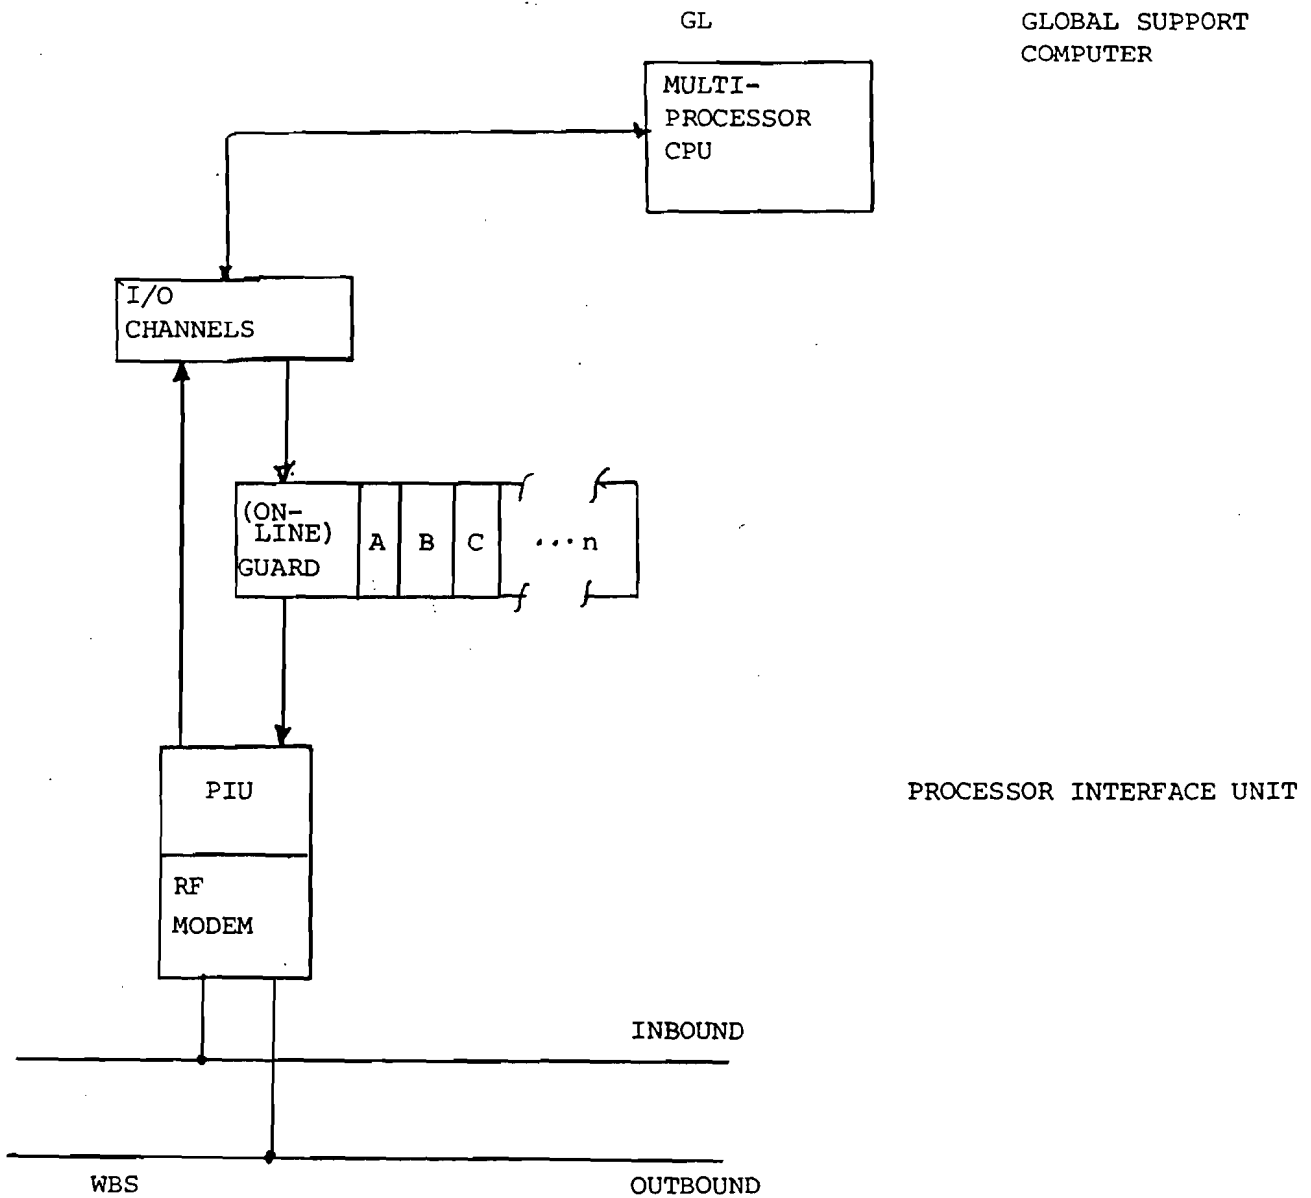 GL
GLOBAL SUPPORT
COMPUTER
MULTI-
PROCESSOR
CPU
I/O
CHANNELS
(ON-
LINE)
GUARD
A
B
C
...n
PIU
PROCESSOR INTERFACE UNIT
RF
MODEM
INBOUND
WBS
OUTBOUND